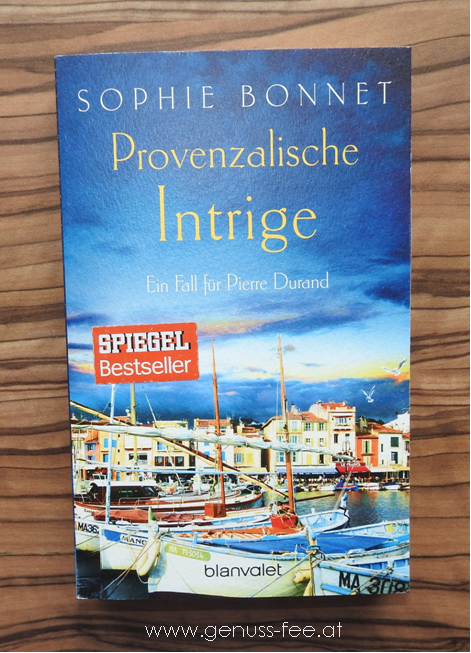 SOPHIE BONNET
Provenzalische
Intrige
Ein Fall für Pierre Durand
SPIEGEL
Bestseller
blanvalet
www.genuss-fee.at